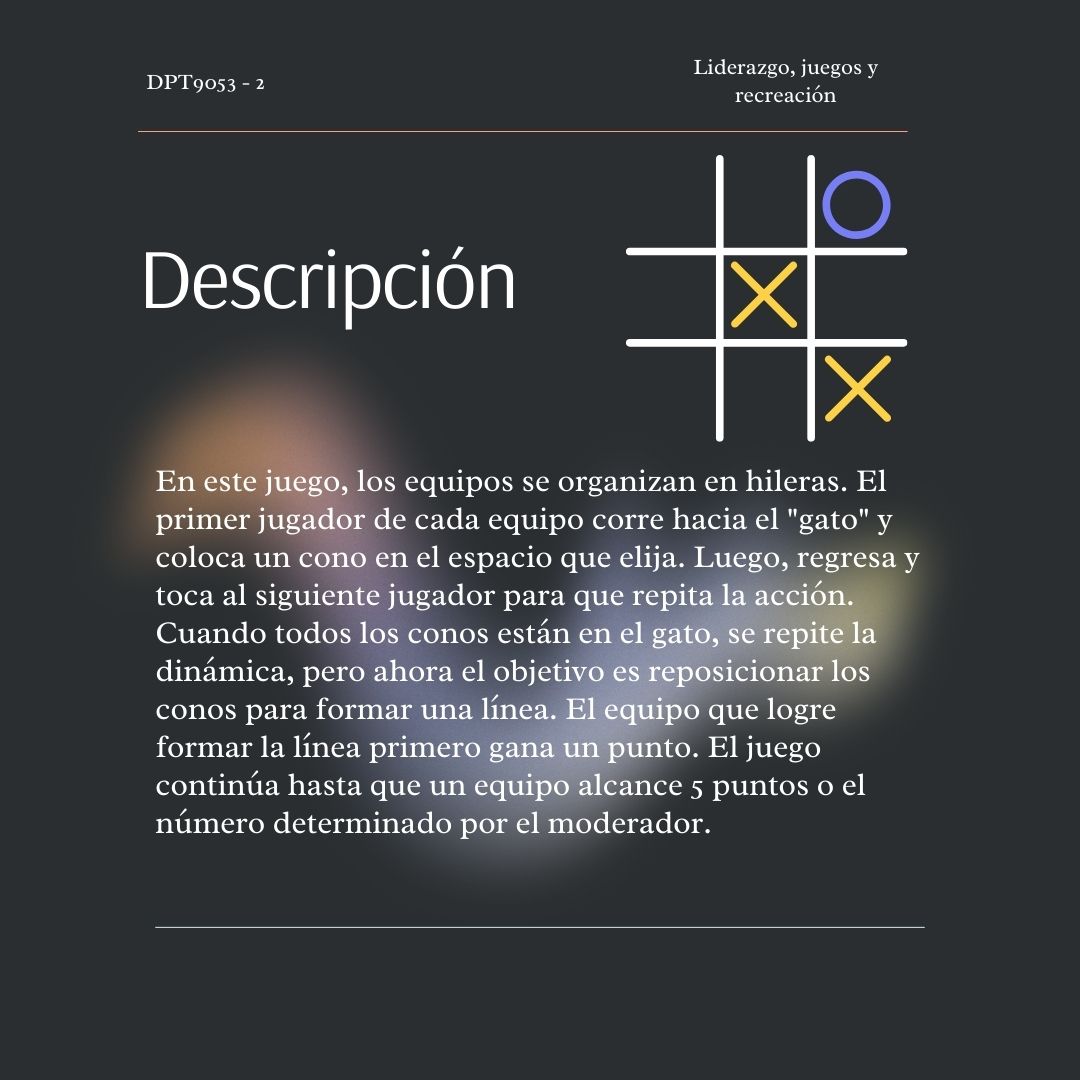 DPT9053 - 2
Liderazgo, juegos y
recreación
Descripción
En este juego, los equipos se organizan en hileras. El
primer jugador de cada equipo corre hacia el "gato" y
coloca un cono en el espacio que elija. Luego, regresa y
toca al siguiente jugador para que repita la acción.
Cuando todos los conos están en el gato, se repite la
dinámica, pero ahora el objetivo es reposicionar los
conos para formar una línea. El equipo que logre
formar la línea primero gana un punto. El juego
continúa hasta que un equipo alcance 5 puntos o el
número determinado por el moderador.